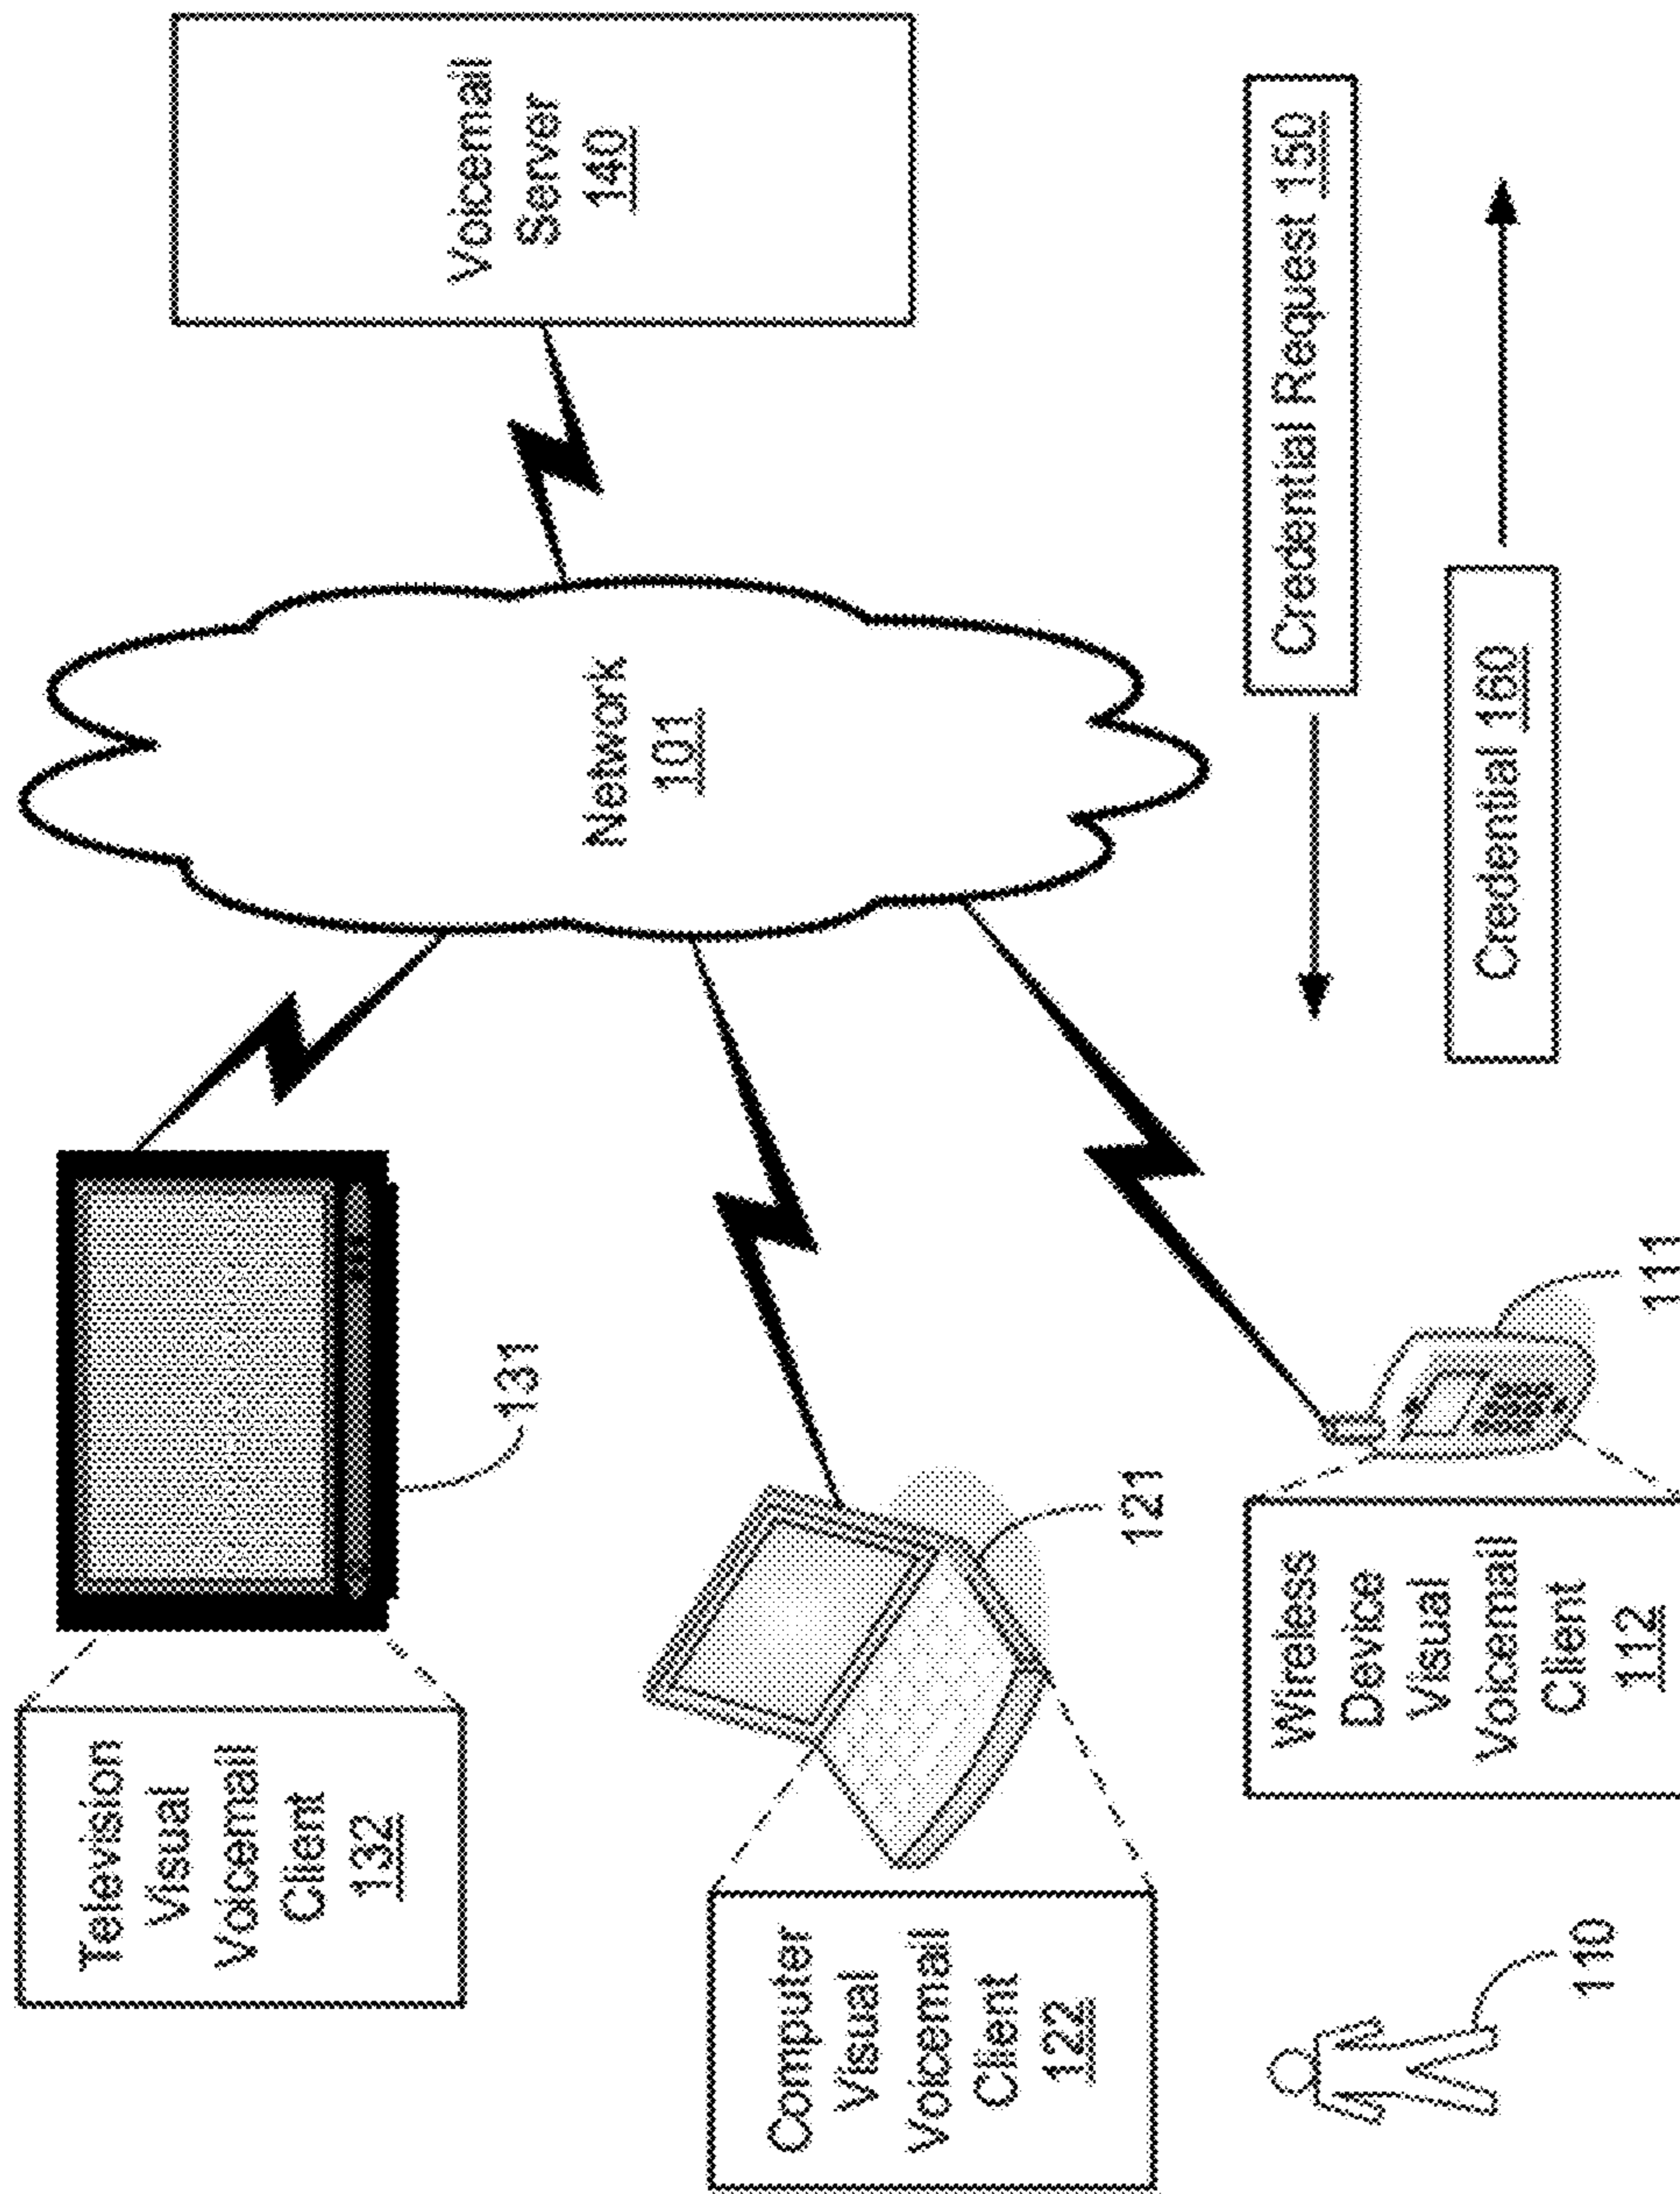 Television
Visual
Voicemail
Client
132
131
Voicemail
Server
140
Network
101
Computer
Visual
Voicemail
Client
122
121
Credential Request 150
Credential 160
Wireless
Device
Visual
Voicemail
Client
112
111
110